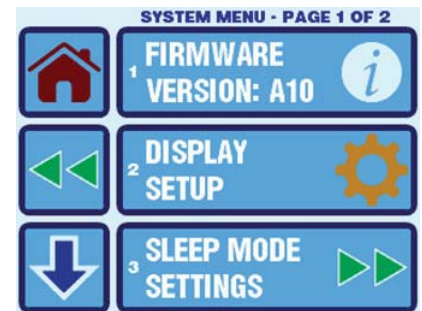 SYSTEM MENU - PAGE 1 OF 2
1 FIRMWARE
VERSION: A10
i
2 DISPLAY
SETUP
3 SLEEP MODE
SETTINGS